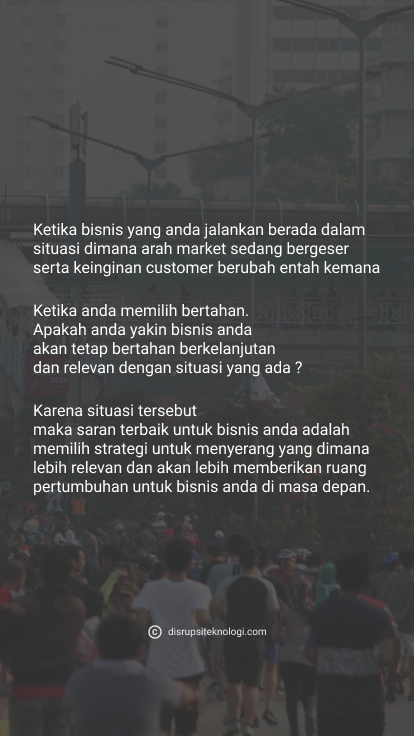 Ketika bisnis yang anda jalankan berada dalam
situasi dimana arah market sedang bergeser
serta keinginan customer berubah entah kemana
Ketika anda memilih bertahan.
Apakah anda yakin bisnis anda
akan tetap bertahan berkelanjutan
dan relevan dengan situasi yang ada ?
Karena situasi tersebut
maka saran terbaik untuk bisnis anda adalah
memilih strategi untuk menyerang yang dimana
lebih relevan dan akan lebih memberikan ruang
pertumbuhan untuk bisnis anda di masa depan.
© disrupsiteknologi.com